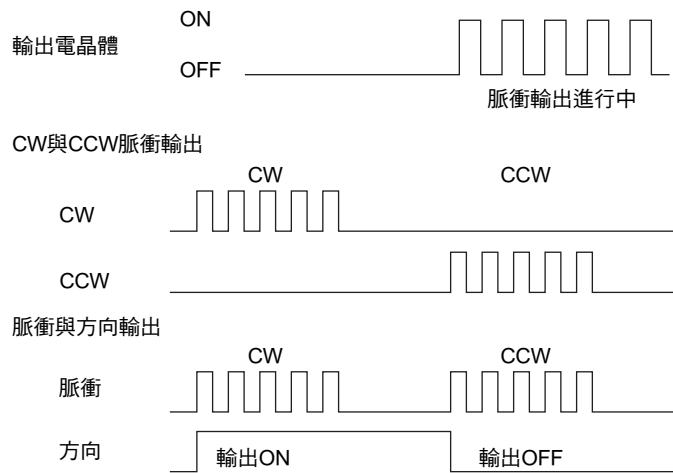 ON
輸出電晶體
OFF
脈衝輸出進行中
CW與CCW脈衝輸出
CW CCW
CW
CCW
脈衝與方向輸出
CW CCW
脈衝
方向 輸出ON 輸出OFF